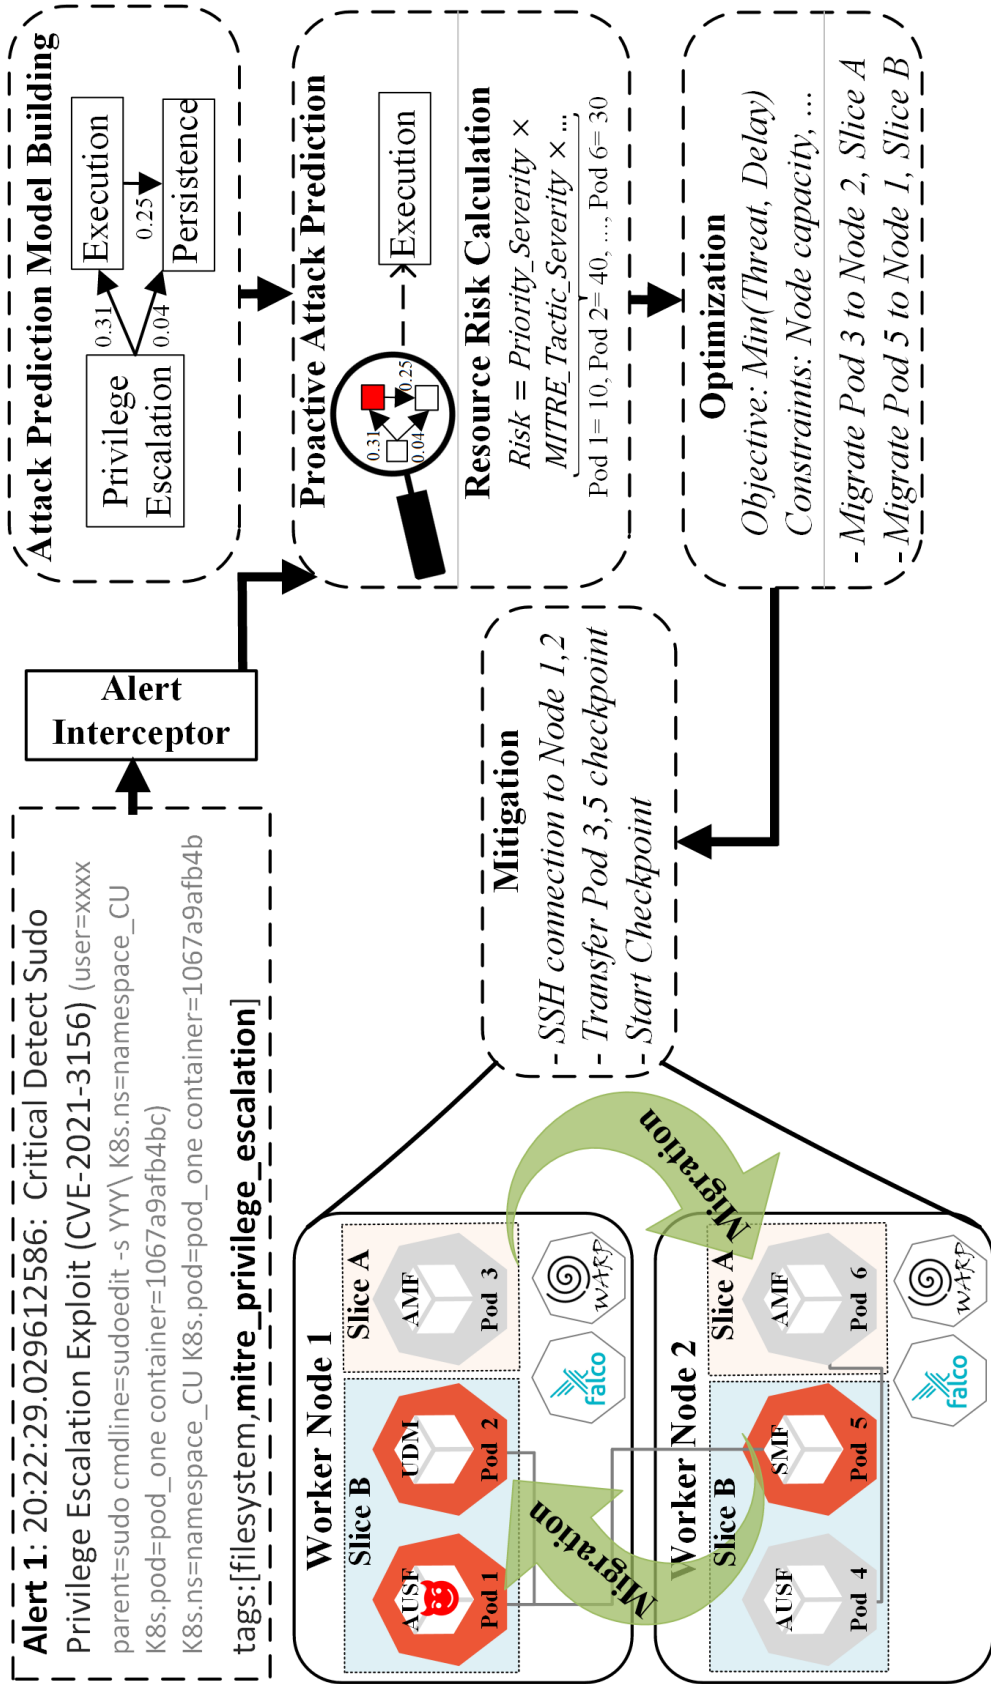 Alert 1: 20:22:29.029612586: Critical Detect Sudo
Privilege Escalation Exploit (CVE-2021-3156) (user=xxxx
parent=sudo cmdline=sudoedit -s YYY\ K8s.ns=namespace_CU
K8s.pod=pod_one container=1067a9afb4bc)
K8s.ns=namespace_CU K8s.pod=pod_one container=1067a9afb4b
tags:[filesystem,mitre_privilege_escalation]
Alert
Interceptor
Attack Prediction Model Building
Privilege
Escalation
0.31
0.04
Execution
0.25
Persistence
Proactive Attack Prediction
0.31
0.04
0.25
Execution
Resource Risk Calculation
Risk = Priority_Severity ×
MITRE_Tactic_Severity × ...
Pod 1= 10, Pod 2= 40, ..., Pod 6= 30
Optimization
Objective: Min(Threat, Delay)
Constraints: Node capacity, ...
- Migrate Pod 3 to Node 2, Slice A
- Migrate Pod 5 to Node 1, Slice B
Mitigation
- SSH connection to Node 1,2
- Transfer Pod 3,5 checkpoint
- Start Checkpoint
Worker Node 1
Slice B
Slice A
AUSF
Pod 1
UDM
Pod 2
AMF
Pod 3
falco
WARP
Migration
Migration
Worker Node 2
Slice B
Slice A
AUSF
Pod 4
SMF
Pod 5
AMF
Pod 6
falco
WARP